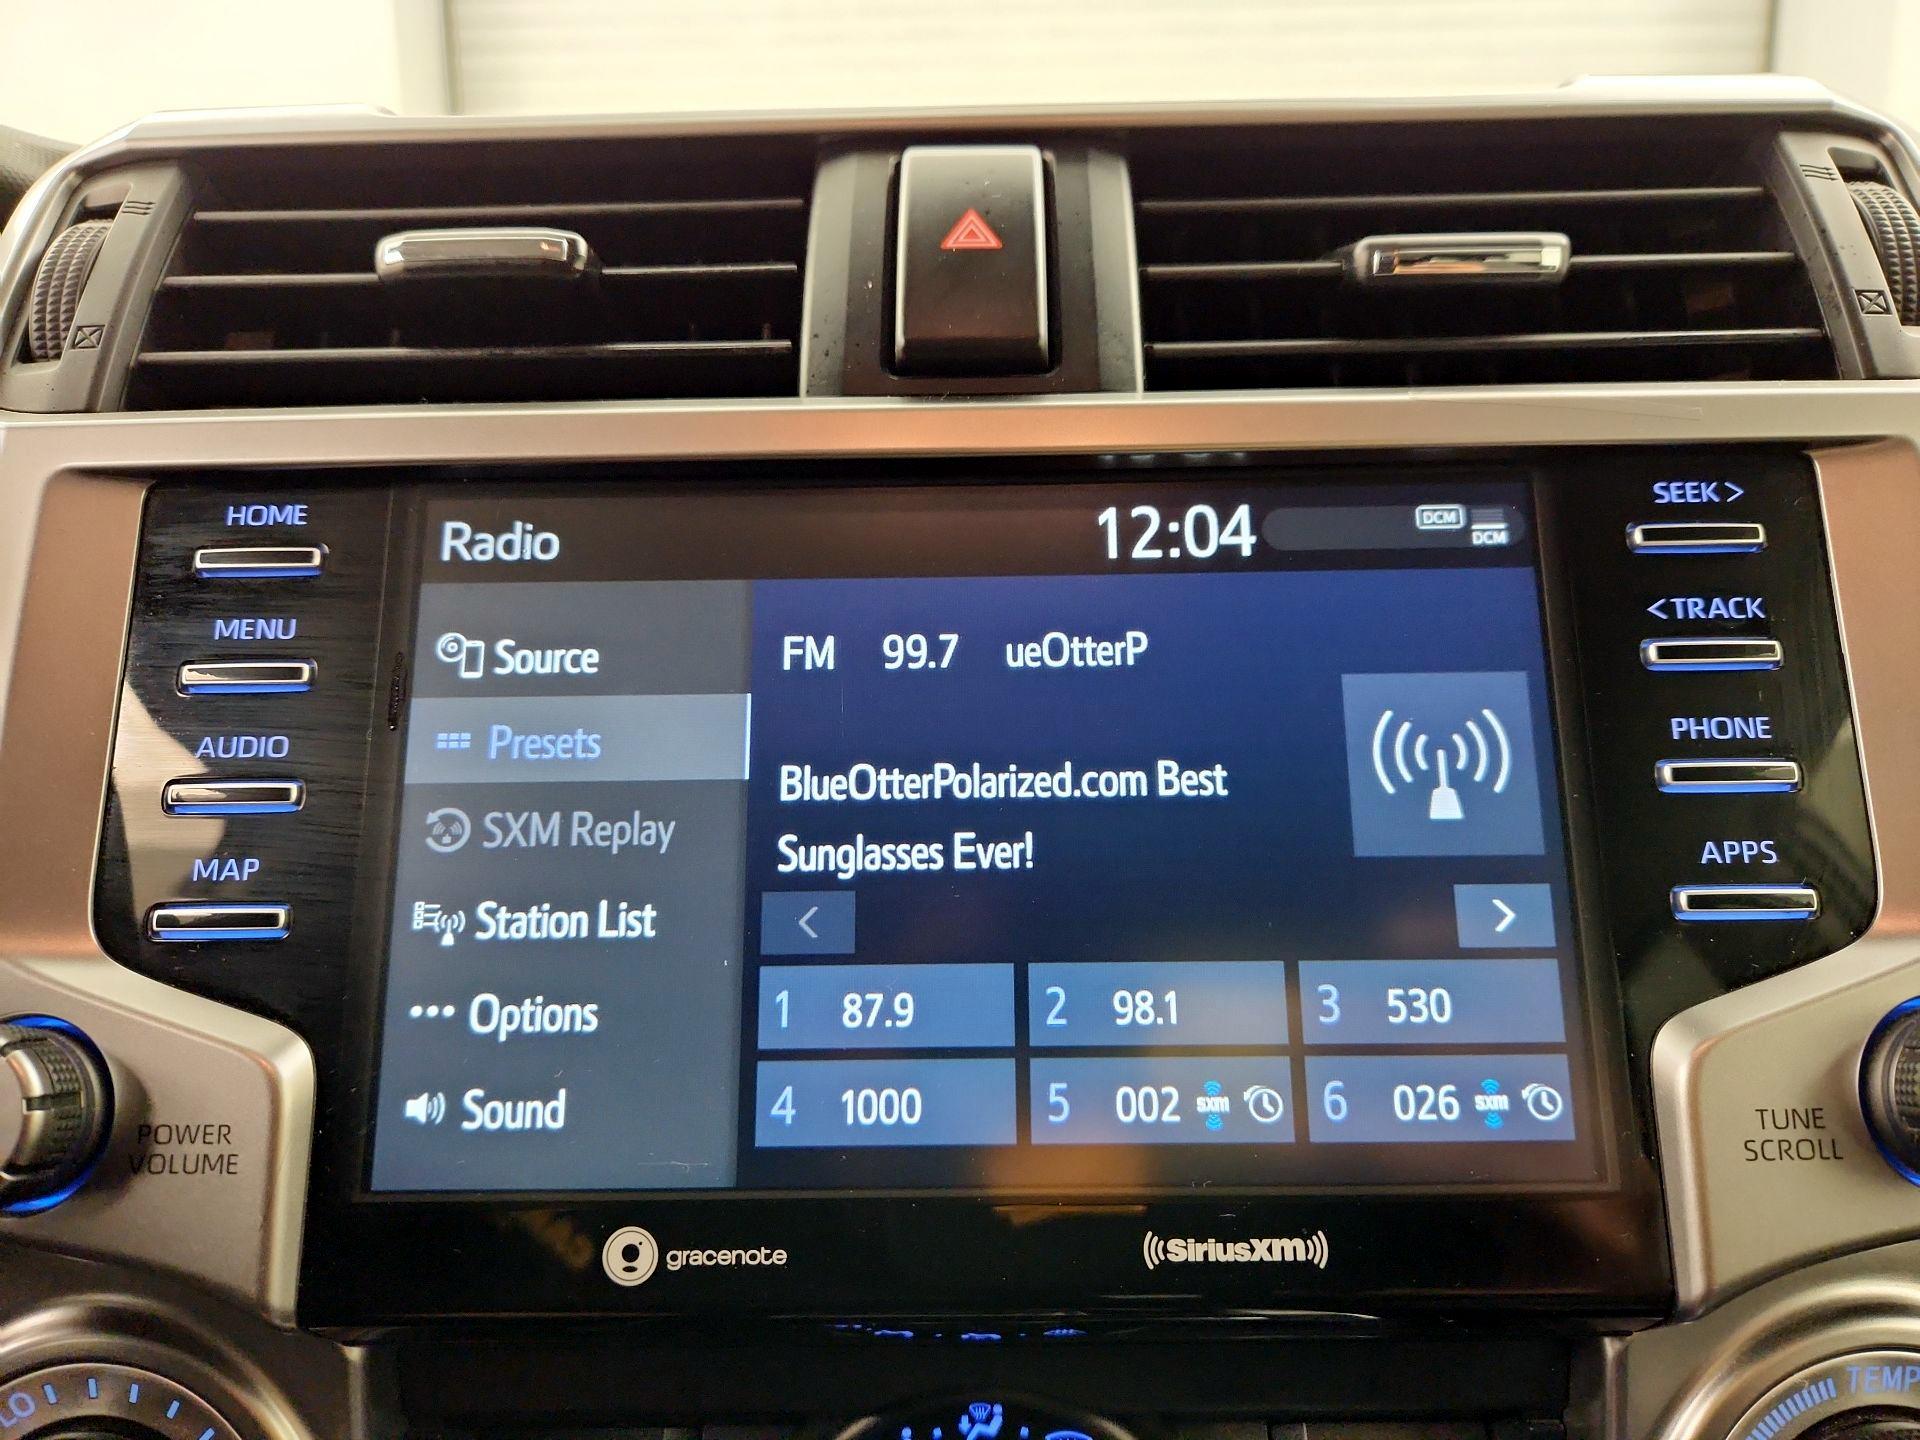 HOME
MENU
AUDIO
MAP
POWER
VOLUME
Radio
12:04
DCM
DCM
Source
Presets
SXM Replay
Station List
Options
Sound
FM 99.7 ueOtterP
BlueOtterPolarized.com Best
Sunglasses Ever!
<
>
1 87.9
2 98.1
3 530
4 1000
5 002 sxm
6 026 sxm
gracenote
((SiriusXM))
SEEK >
< TRACK
PHONE
APPS
TUNE
SCROLL
LO
TEMP